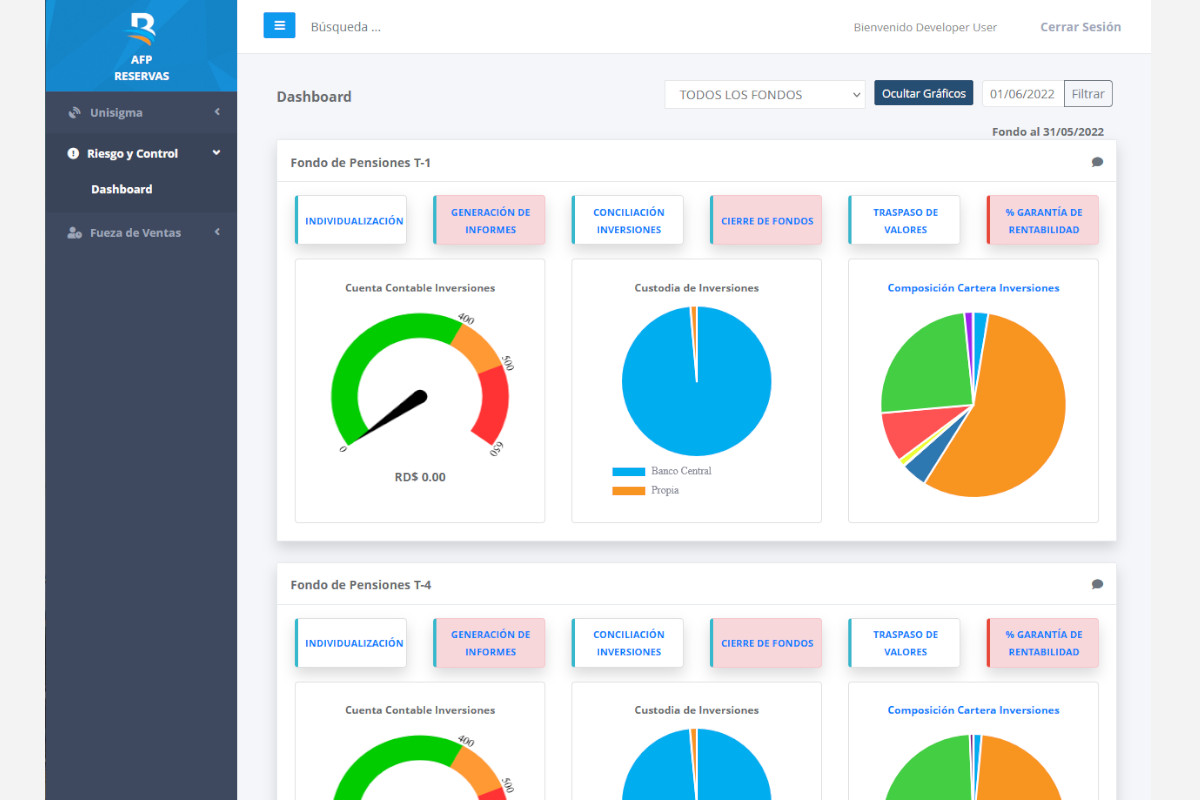 AFP
RESERVAS
Búsqueda ...
Bienvenido Developer User
Cerrar Sesión
Unisigma
Riesgo y Control
Dashboard
Fueza de Ventas
Dashboard
TODOS LOS FONDOS
Ocultar Gráficos
01/06/2022
Filtrar
Fondo al 31/05/2022
Fondo de Pensiones T-1
INDIVIDUALIZACIÓN
GENERACIÓN DE
INFORMES
CONCILIACIÓN
INVERSIONES
CIERRE DE FONDOS
TRASPASO DE
VALORES
% GARANTÍA DE
RENTABILIDAD
Cuenta Contable Inversiones
0
400
500
650
RD$ 0.00
Custodia de Inversiones
Banco Central
Propia
Composición Cartera Inversiones
Fondo de Pensiones T-4
INDIVIDUALIZACIÓN
GENERACIÓN DE
INFORMES
CONCILIACIÓN
INVERSIONES
CIERRE DE FONDOS
TRASPASO DE
VALORES
% GARANTÍA DE
RENTABILIDAD
Cuenta Contable Inversiones
400
500
Custodia de Inversiones
Composición Cartera Inversiones